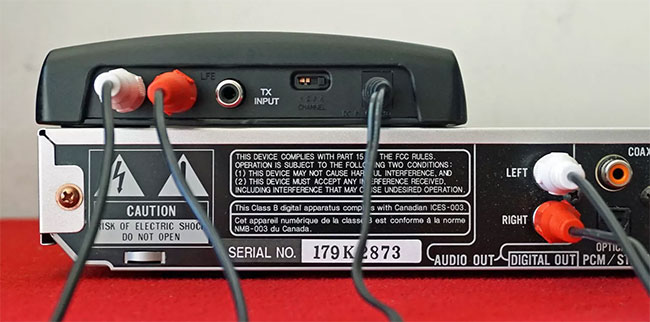 LFE
TX
INPUT
CHANNEL
COAX
THIS DEVICE COMPLIES WITH PART 15 THE FCC RULES.
OPERATION IS SUBJECT TO THE FOLLOWING TWO CONDITIONS:
(1) THIS DEVICE MAY NOT CAUSE HARMFUL INTERFERENCE, AND
(2) THIS DEVICE MUST ACCEPT ANY INTERFERENCE RECEIVED,
INCLUDING INTERFERENCE THAT MAY CAUSE UNDESIRED OPERATION.
This Class B digital apparatus complies with Canadian ICES-003.
Cet appareil numérique de la classe B est conforme à la norme
NMB-003 du Canada.
CAUTION
RISK OF ELECTRIC SHOCK
DO NOT OPEN
SERIAL NO. 179K2873
LEFT
RIGHT
AUDIO OUT
DIGITAL OUT
OPTICAL
PCM/ST